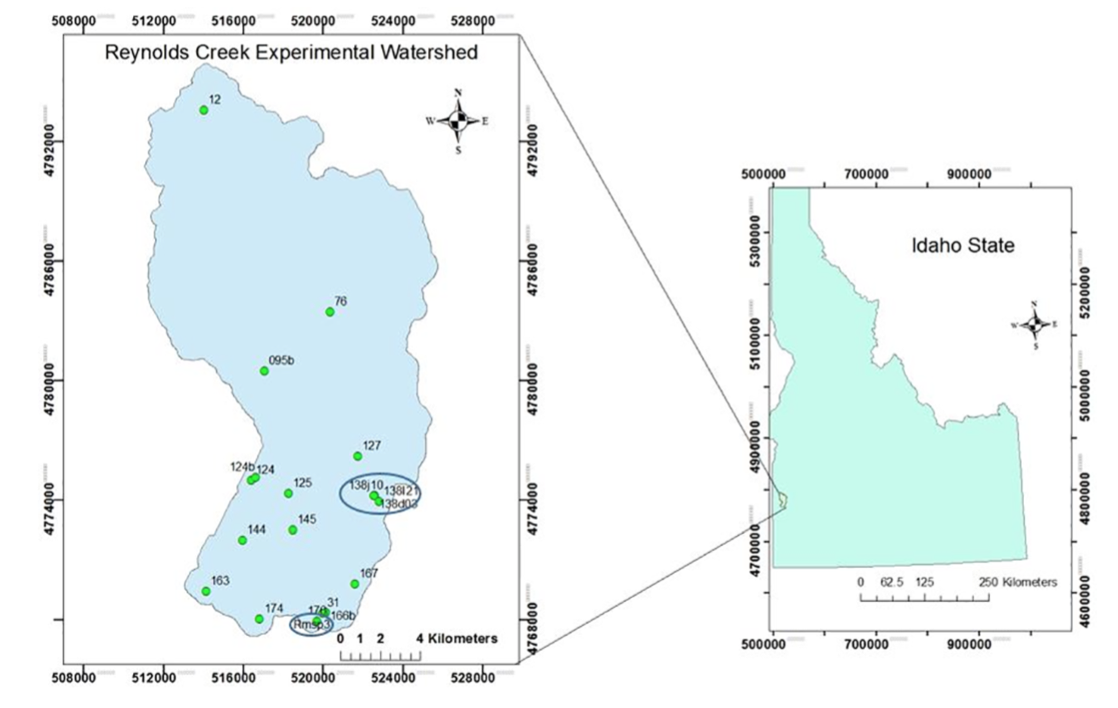 508000 512000 516000 520000 524000 528000
Reynolds Creek Experimental Watershed
12
N
W E
S
4792000 4792000
4786000 4786000
76
095b
4780000 4780000
127
124b 124
138j10 138l21
125
138d03
4774000 4774000
145
144
167
163
31
174 176 166b
Rmsp3
4768000
0 1 2 4 Kilometers
508000 512000 516000 520000 524000 528000
500000 700000 900000
Idaho State
5300000
5200000
N
W E
S
5100000
5000000
4900000
4800000
4700000
0 62.5 125 250 Kilometers
4600000
500000 700000 900000